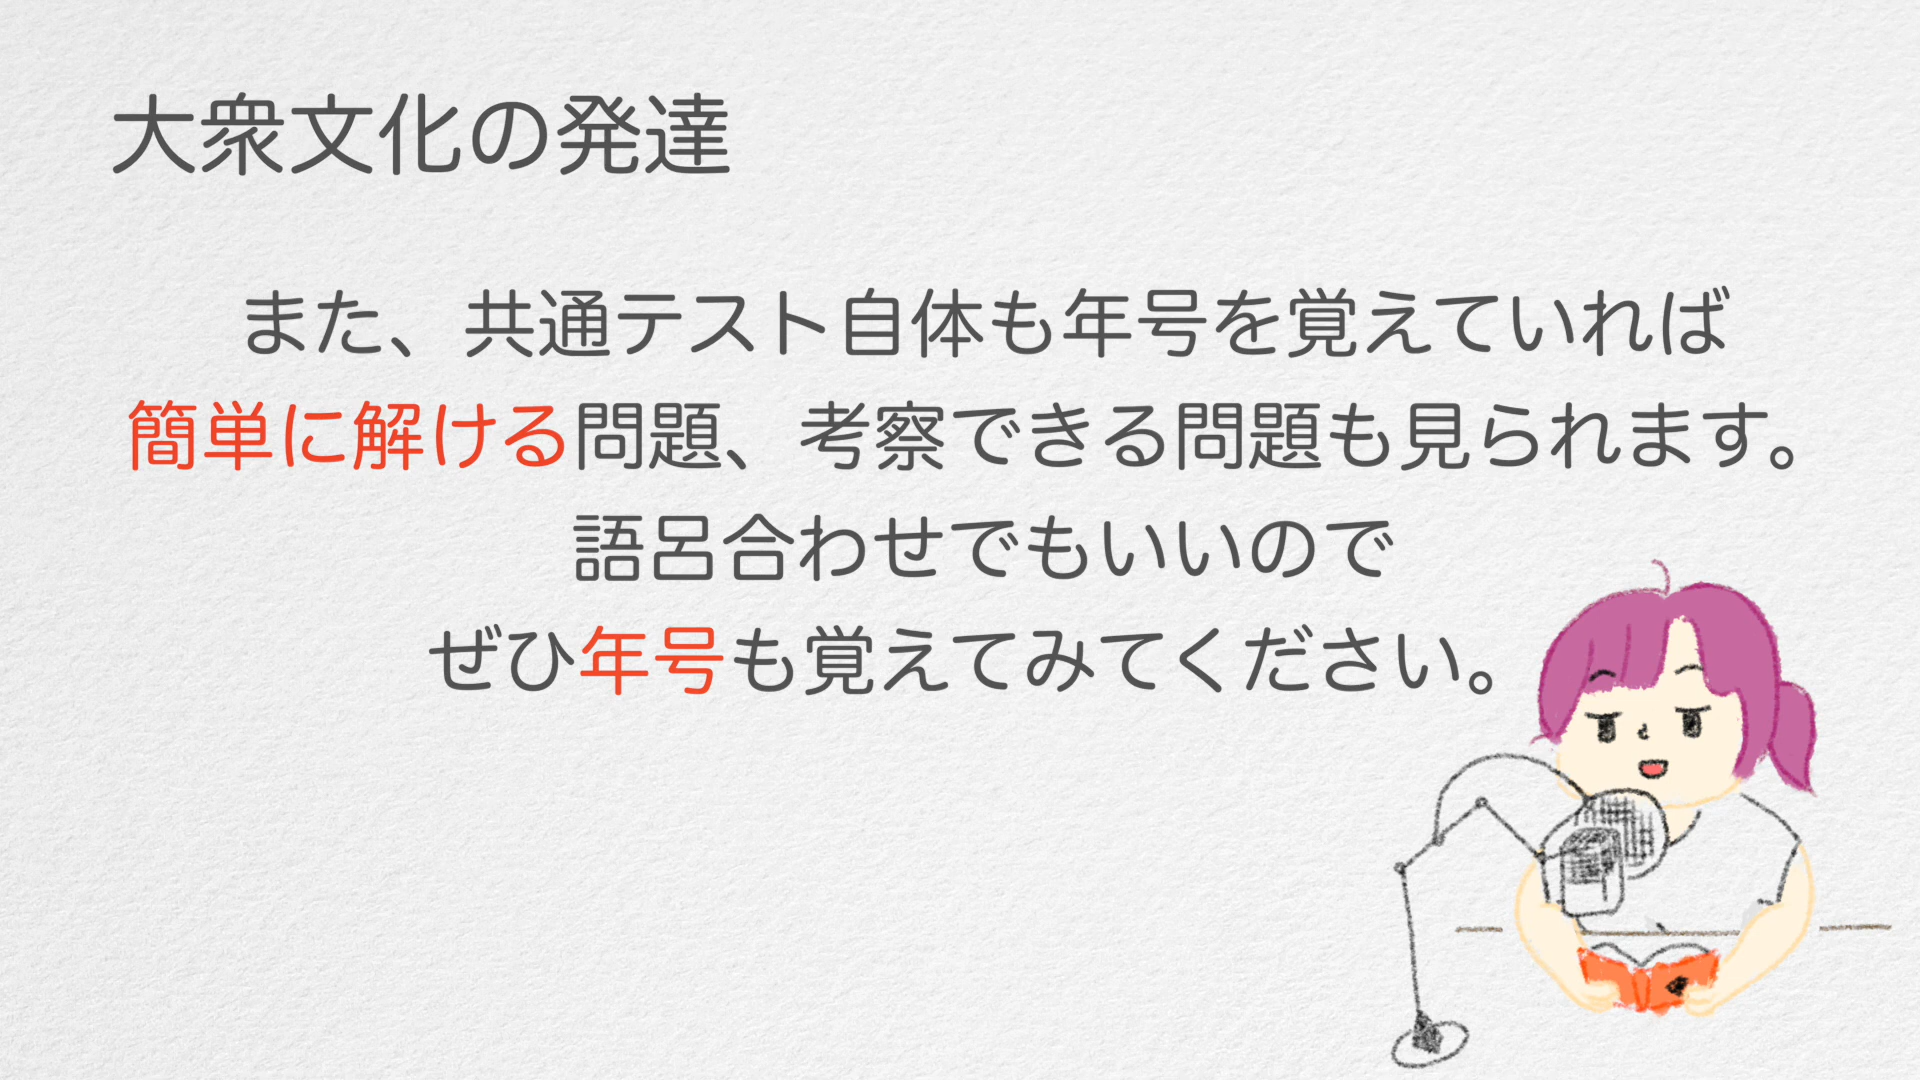 大衆文化の発達
また、共通テスト自体も年号を覚えていれば
簡単に解ける問題、考察できる問題も見られます。
語呂合わせでもいいので
ぜひ年号も覚えてみてください。